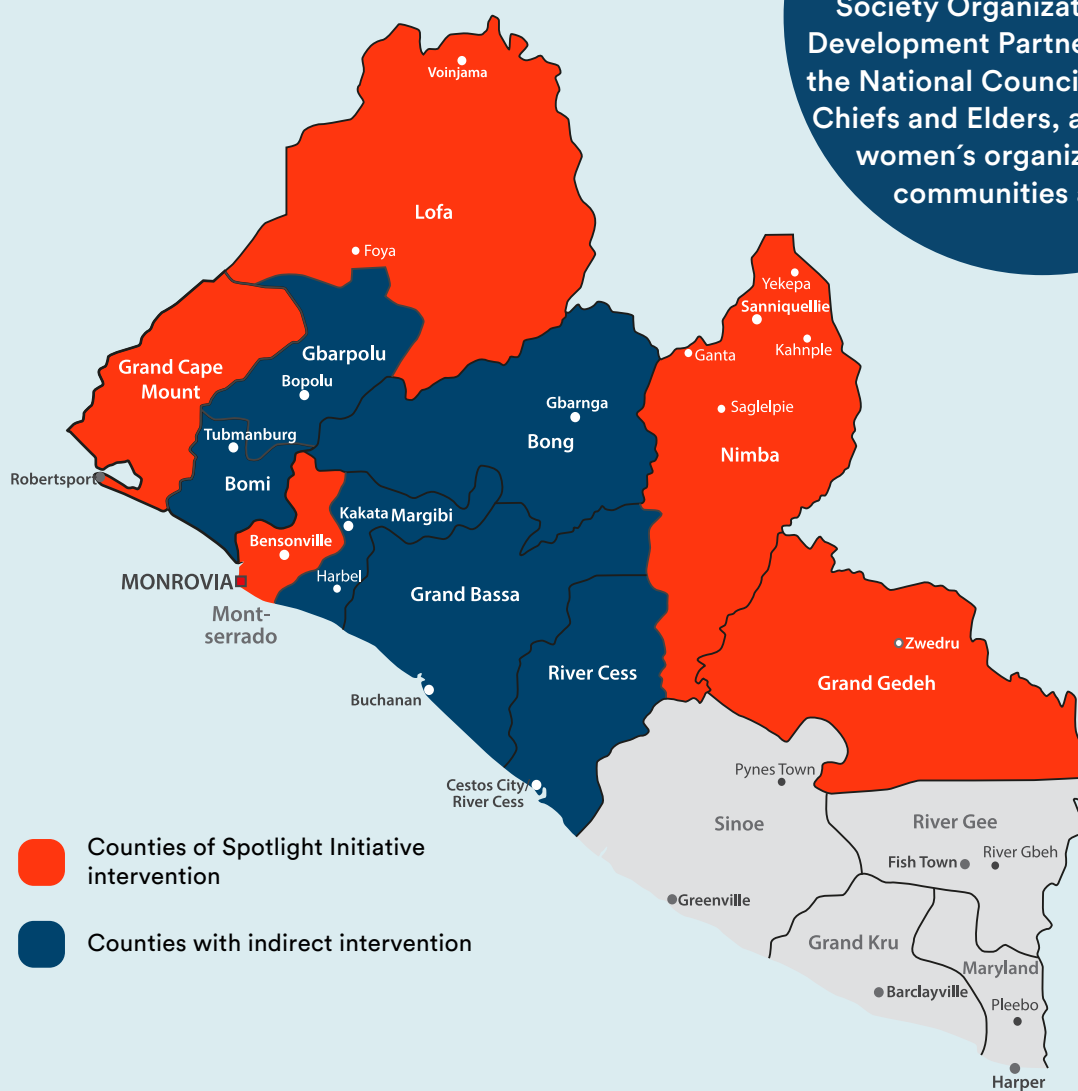 Society Organizat
Development Partne
the National Counci
Chiefs and Elders, a
women´s organiz
communities
Voinjama
Lofa
Foya
Yekepa
Sanniquellie
Kahnple
Ganta
Saglelpie
Nimba
Grand Cape
Mount
Gbarpolu
Bopolu
Gbarnga
Bong
Tubmanburg
Bomi
Robertsport
Kakata
Margibi
Bensonville
Harbel
MONROVIA
Mont-
serrado
Grand Bassa
River Cess
Zwedru
Grand Gedeh
Buchanan
Cestos City/
River Cess
Pynes Town
Sinoe
River Gee
Fish Town
River Gbeh
Greenville
Grand Kru
Maryland
Barclayville
Pleebo
Harper
Counties of Spotlight Initiative
intervention
Counties with indirect intervention